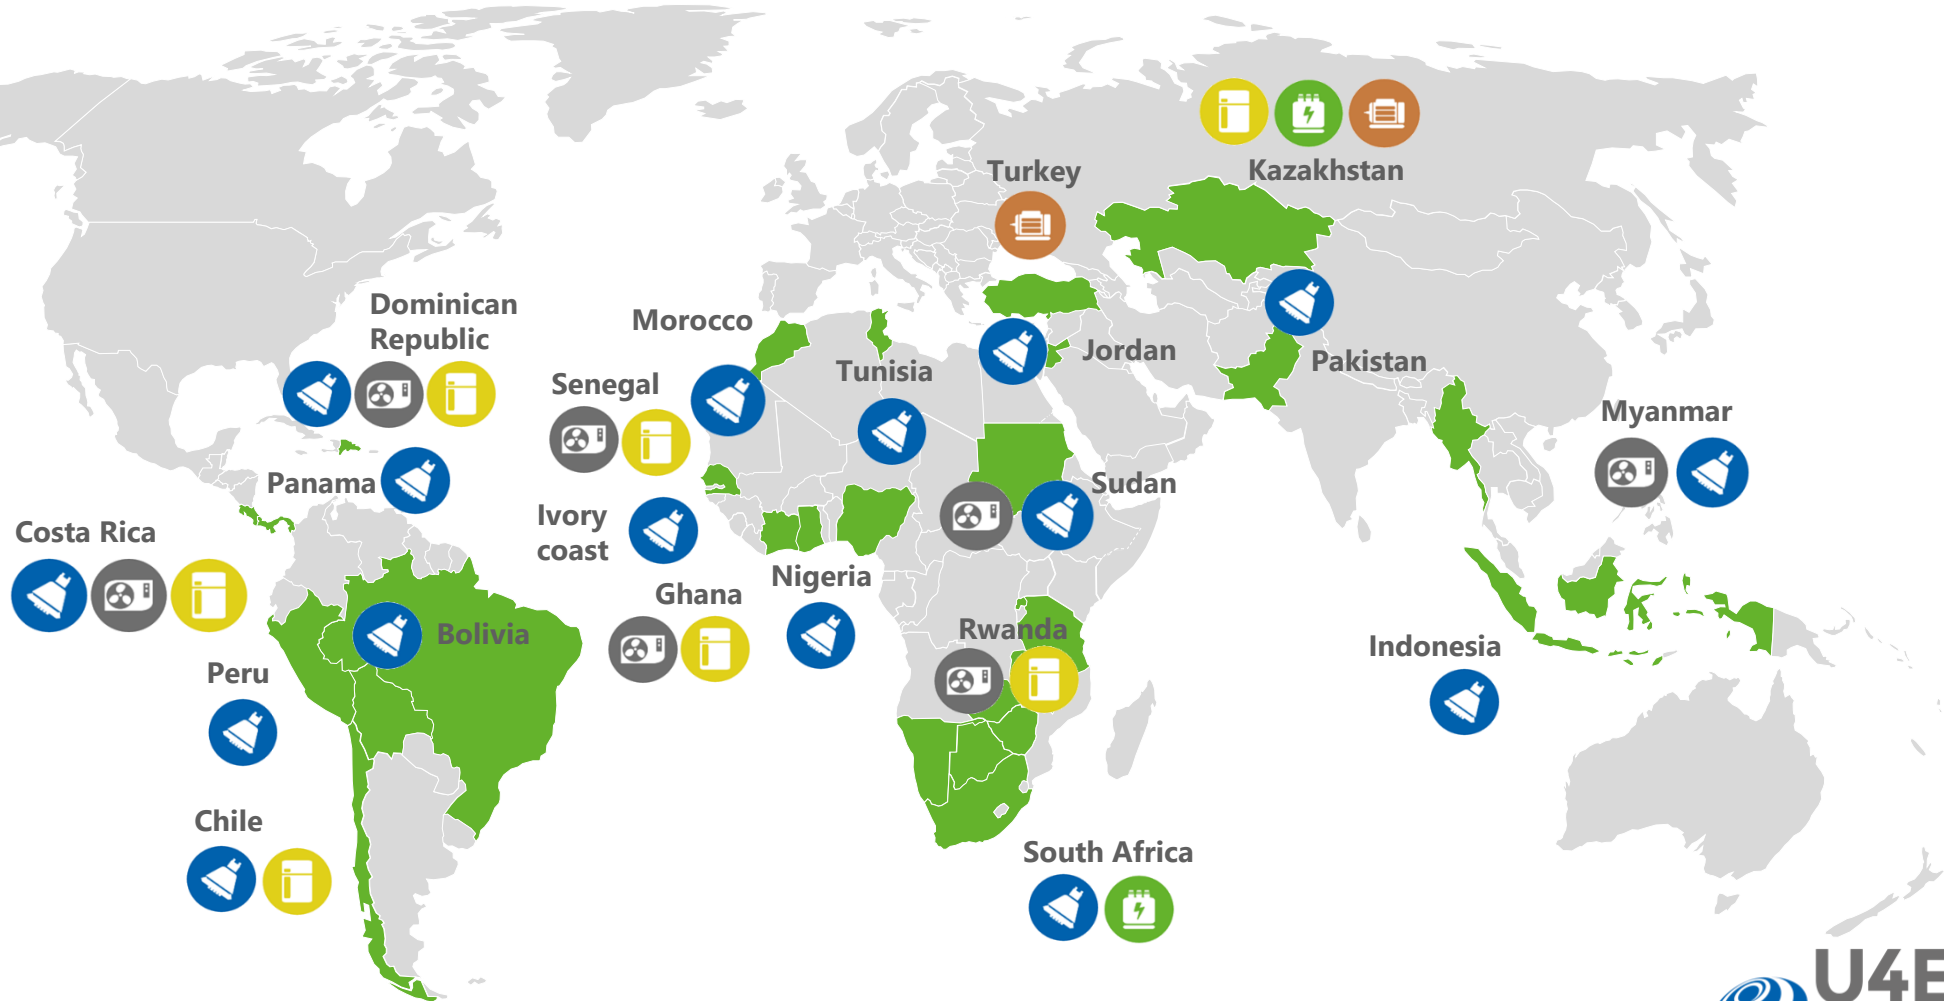 Turkey
Kazakhstan
Dominican
Republic
Morocco
Jordan
Tunisia
Pakistan
Senegal
Myanmar
Panama
Sudan
Ivory
coast
Costa Rica
Nigeria
Ghana
Rwanda
Bolivia
Indonesia
Peru
Chile
South Africa
U4E